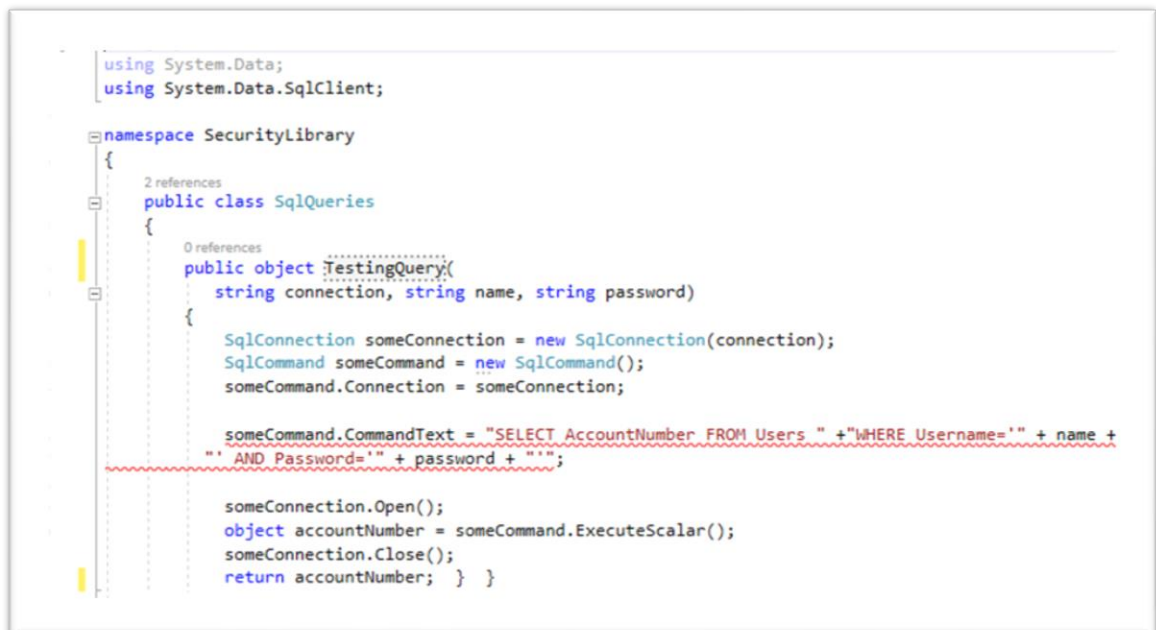 using System.Data;
using System.Data.SqlClient;
namespace SecurityLibrary
{
2 references
public class SqlQueries
{
0 references
public object TestingQuery(
string connection, string name, string password)
{
SqlConnection someConnection = new SqlConnection(connection);
SqlCommand someCommand = new SqlCommand();
someCommand.Connection = someConnection;
someCommand.CommandText = "SELECT AccountNumber FROM Users " +"WHERE Username='" + name +
"' AND Password='" + password + "'";
someConnection.Open();
object accountNumber = someCommand.ExecuteScalar();
someConnection.Close();
return accountNumber;  }  }